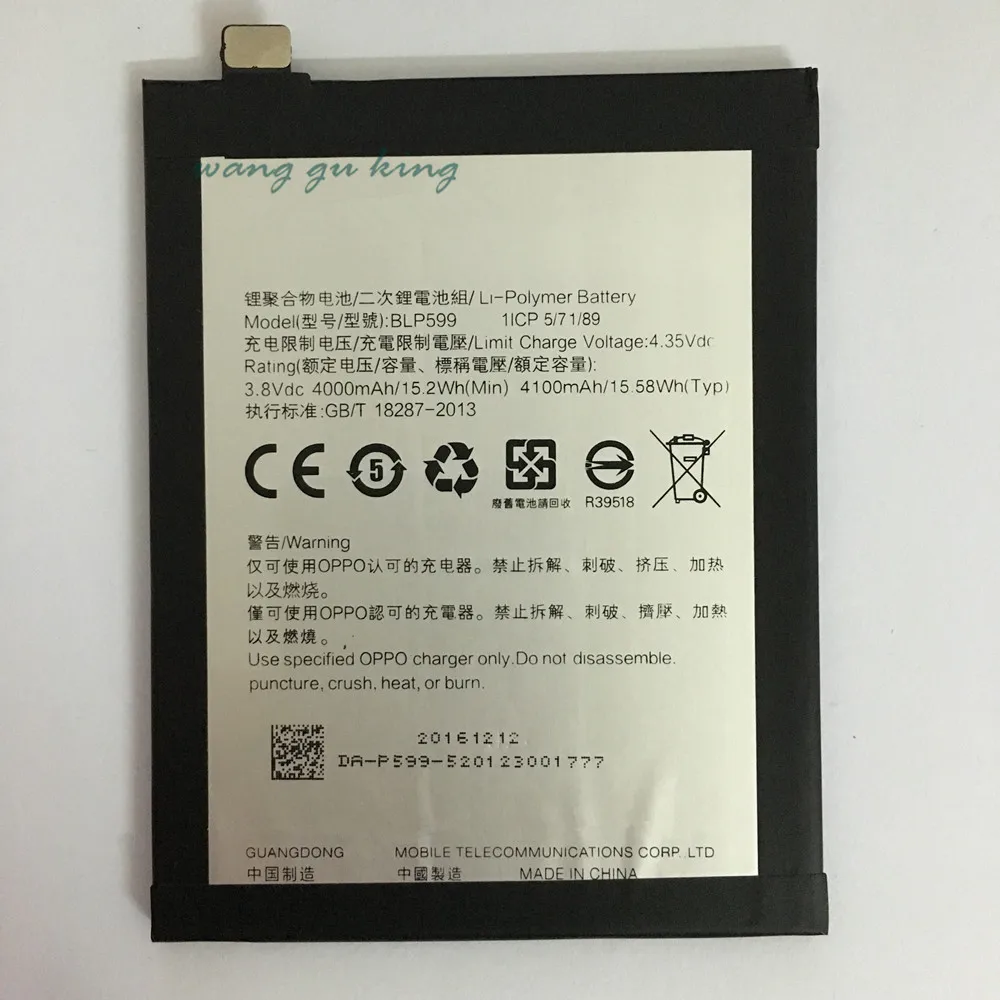 wang gu king
锂聚合物电池/二次鋰電池組/ Li-Polymer Battery
Model(型号/型號):BLP599 1ICP 5/71/89
充电限制电压/充電限制電壓/Limit Charge Voltage:4.35Vdc
Rating(额定电压/容量、標稱電壓/額定容量):
3.8Vdc 4000mAh/15.2Wh(Min) 4100mAh/15.58Wh(Typ)
执行标准:GB/T 18287-2013
CE 5
廢舊電池請回收 R39518
警告/Warning
仅可使用OPPO认可的充电器。禁止拆解、刺破、挤压、加热
以及燃烧。
僅可使用OPPO認可的充電器。禁止拆解、刺破、擠壓、加熱
以及燃燒。
Use specified OPPO charger only.Do not disassemble.
puncture, crush, heat, or burn.
20161212
DA-P599-520123001777
GUANGDONG MOBILE TELECOMMUNICATIONS CORP.,LTD
中国制造 中國製造 MADE IN CHINA